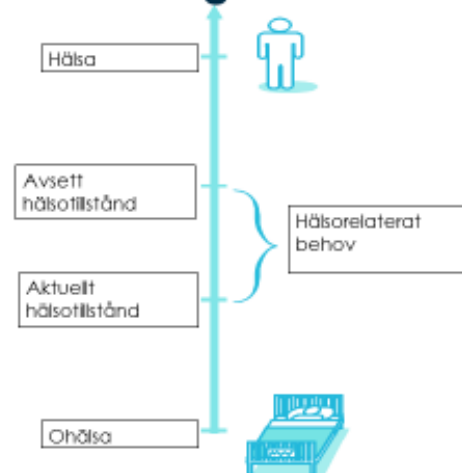 Hälsa
Avsett
hälsotillstånd
Hälsorelaterat
behov
Aktuellt
hälsotillstånd
Ohälsa